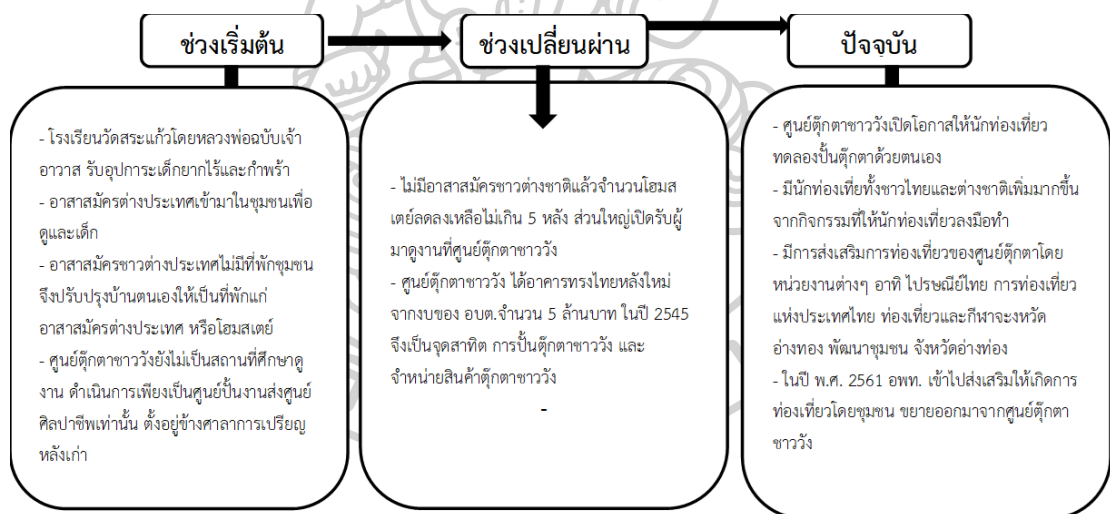 ช่วงเริ่มต้น
ช่วงเปลี่ยนผ่าน
ปัจจุบัน
- โรงเรียนวัดสระแก้วโดยหลวงพ่อฉบับเจ้า
อาวาส รับอุปการะเด็กยากไร้และกำพร้า
- อาสาสมัครต่างประเทศเข้ามาในชุมชนเพื่อ
ดูและเด็ก
- อาสาสมัครชาวต่างประเทศไม่มีที่พักชุมชน
จึงปรับปรุงบ้านตนเองให้เป็นที่พักแก่
อาสาสมัครต่างประเทศ หรือโฮมสเตย์
- ศูนย์ตุ๊กตาชาววังยังไม่เป็นสถานที่ศึกษาดู
งาน ดำเนินการเพียงเป็นศูนย์ปั้นงานส่งศูนย์
ศิลปาชีพเท่านั้น ตั้งอยู่ข้างศาลาการเปรียญ
หลังเก่า
- ไม่มีอาสาสมัครชาวต่างชาติแล้วจำนวนโฮมส
เตย์ลดลงเหลือไม่เกิน 5 หลัง ส่วนใหญ่เปิดรับผู้
มาดูงานที่ศูนย์ตุ๊กตาชาววัง
- ศูนย์ตุ๊กตาชาววัง ได้อาคารทรงไทยหลังใหม่
จากงบของ อบต.จำนวน 5 ล้านบาท ในปี 2545
จึงเป็นจุดสาทิต การปั้นตุ๊กตาชาววัง และ
จำหน่ายสินค้าตุ๊กตาชาววัง
-
- ศูนย์ตุ๊กตาชาววังเปิดโอกาสให้นักท่องเที่ยว
ทดลองปั้นตุ๊กตาด้วยตนเอง
- มีนักท่องเที่ยทั้งชาวไทยและต่างชาติเพิ่มมากขึ้น
จากกิจกรรมที่ให้นักท่องเที่ยวลงมือทำ
- มีการส่งเสริมการท่องเที่ยวของศูนย์ตุ๊กตาโดย
หน่วยงานต่างๆ อาทิ ไปรษณีย์ไทย การท่องเที่ยว
แห่งประเทศไทย ท่องเที่ยวและกีฬาจะงหวัด
อ่างทอง พัฒนาชุมชน จังหวัดอ่างท่อง
- ในปี พ.ศ. 2561 อพท. เข้าไปส่งเสริมให้เกิดการ
ท่องเที่ยวโดยชุมชน ขยายออกมาจากศูนย์ตุ๊กตา
ชาววัง